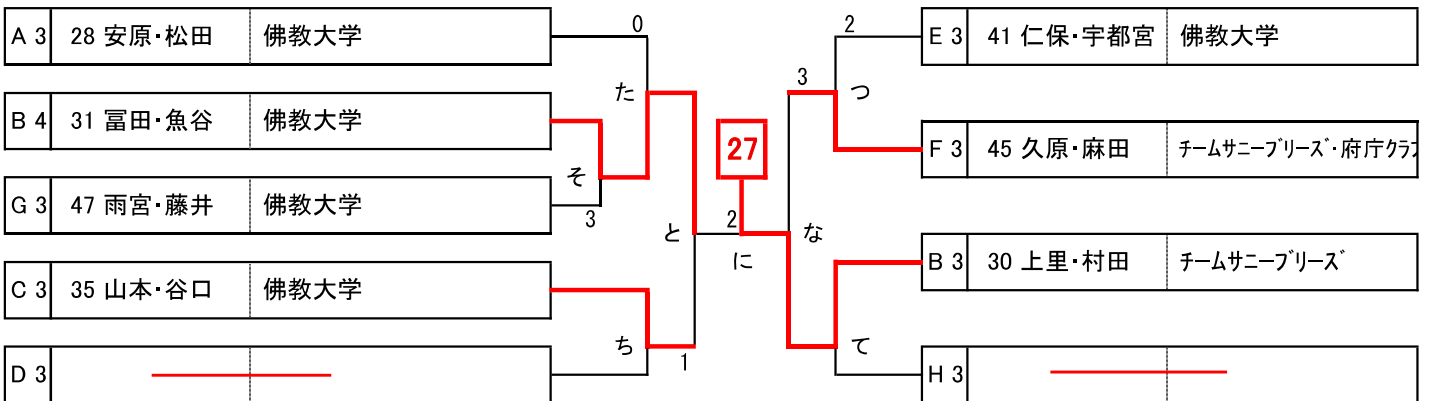 0
2
A 3 28 安原・松田 佛教大学
E 3 41 仁保・宇都宮 佛教大学
3
た
つ
B 4 31 冨田・魚谷 佛教大学
27
F 3 45 久原・麻田 チームサニーブリーズ・府庁クラブ
そ
G 3 47 雨宮・藤井 佛教大学
3
と
2
な
に
B 3 30 上里・村田 チームサニーブリーズ
C 3 35 山本・谷口 佛教大学
ち
1
て
D 3
H 3